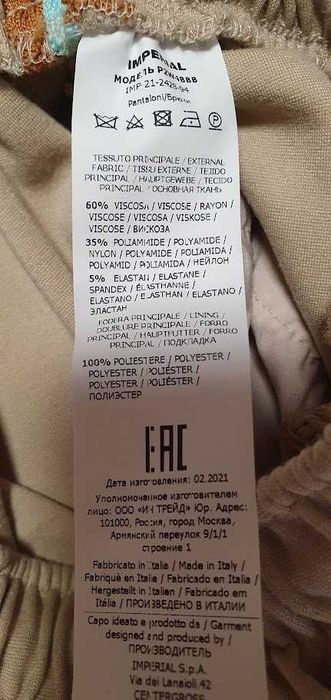 IMPERIAL
МОДЕЛЬ P2W4BBB
IMP-21-2428-94
Pantaloni/Брюки
TESSUTO PRINCIPALE / EXTERNAL
FABRIC / TISSU EXTERNE / TEJIDO
PRINCIPAL / HAUPTGEWEBE / TECIDO
PRINCIPAL / ОСНОВНАЯ ТКАНЬ
60% VISCOSA / VISCOSE / RAYON /
VISCOSE / VISCOSA / VISKOSE /
VISCOSE / ВИСКОЗА
35% POLIAMMIDE / POLYAMIDE /
NYLON / POLYAMIDE / POLIAMIDA /
POLYAMID / POLIAMIDA / НЕЙЛОН
5% ELASTAN / ELASTANE /
SPANDEX / ÉLASTHANNE /
ELASTANO / ELASTHAN / ELASTANO /
ЭЛАСТАН
FODERA PRINCIPALE / LINING /
DOUBLURE PRINCIPALE / FORRO
PRINCIPAL / HAUPTFUTTER / FORRO
PRINCIPAL / ПОДКЛАДКА
100% POLIESTERE / POLYESTER /
POLYESTER / POLIÉSTER /
POLYESTER / POLIÉSTER /
ПОЛИЭСТЕР
EAC
Дата изготовления: 02.2021
Уполномоченное изготовителем
лицо: ООО «ИЧ ТРЕЙД» Юр. Адрес:
101000, Россия, город Москва,
Армянский переулок 9/1/1
строение 1
Fabbricato in Italia / Made in Italy /
Fabriqué en Italie / Fabricado en Italia /
Hergestellt in Italien / Fabricado em
Itália / ПРОИЗВЕДЕНО В ИТАЛИИ
Capo ideato e prodotto da / Garment
designed and produced by /
ПРОИЗВОДИТЕЛЬ
IMPERIAL S.p.A.
Via dei Lanaioli 42
CENTERGROSS